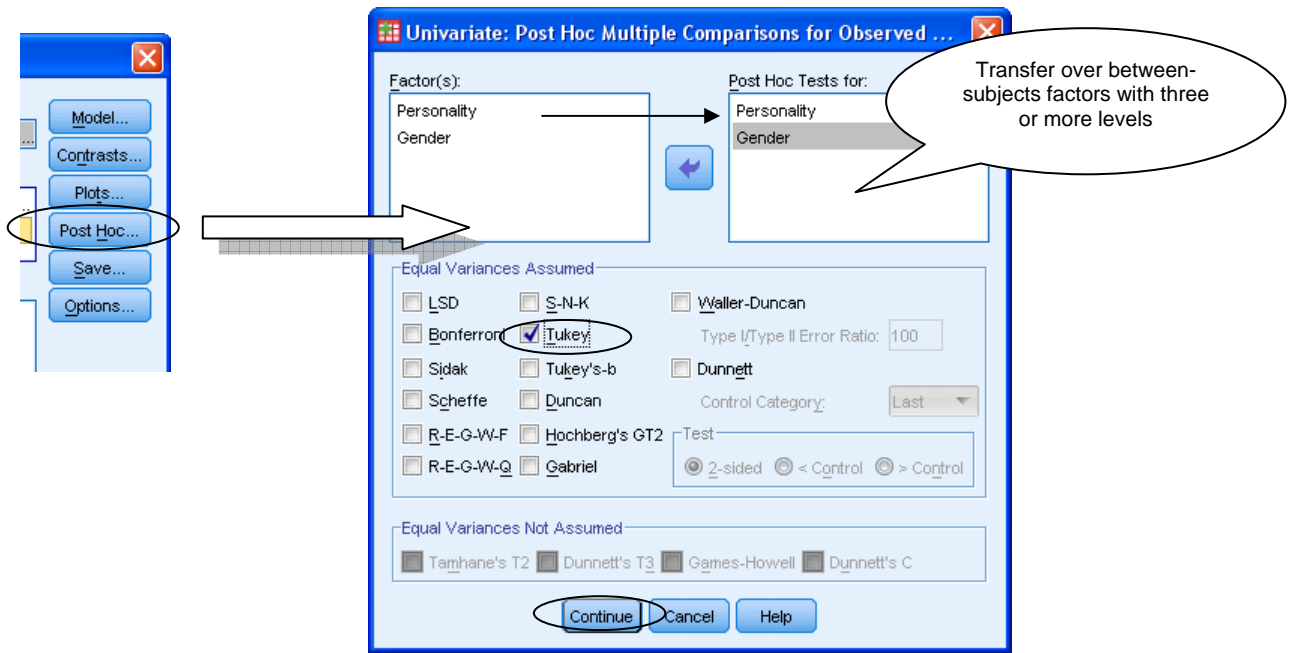 Univariate: Post Hoc Multiple Comparisons for Observed ...
Model...
Contrasts...
Plots...
Post Hoc...
Save...
Options...
Factor(s):
Personality
Gender
Post Hoc Tests for:
Personality
Gender
Transfer over between-
subjects factors with three
or more levels
Equal Variances Assumed
LSD S-N-K Waller-Duncan
Bonferroni Tukey Type I/Type II Error Ratio: 100
Sidak Tukey's-b Dunnett
Scheffe Duncan Control Category: Last
R-E-G-W-F Hochberg's GT2 Test
R-E-G-W-Q Gabriel 2-sided < Control > Control
Equal Variances Not Assumed
Tamhane's T2 Dunnett's T3 Games-Howell Dunnett's C
Continue Cancel Help